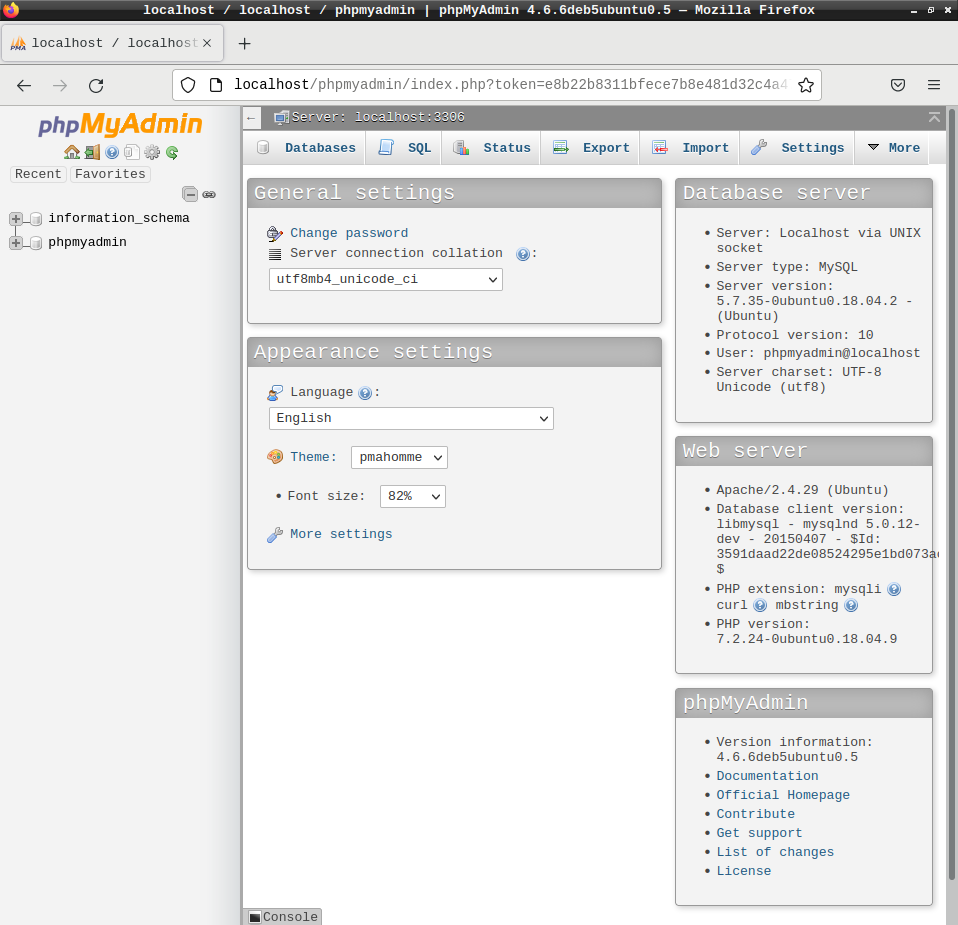 localhost / localhost / phpmyadmin | phpMyAdmin 4.6.6deb5ubuntu0.5 — Mozilla Firefox
PMA localhost / localhost
localhost/phpmyadmin/index.php?token=e8b22b8311bfece7b8e481d32c4a4
phpMyAdmin
Recent Favorites
information_schema
phpmyadmin
← Server: localhost:3306
Databases SQL Status Export Import Settings More
General settings
Change password
Server connection collation :
utf8mb4_unicode_ci
Appearance settings
Language :
English
Theme: pmahomme
• Font size: 82%
More settings
Database server
• Server: Localhost via UNIX
socket
• Server type: MySQL
• Server version:
5.7.35-0ubuntu0.18.04.2 -
(Ubuntu)
• Protocol version: 10
• User: phpmyadmin@localhost
• Server charset: UTF-8
Unicode (utf8)
Web server
• Apache/2.4.29 (Ubuntu)
• Database client version:
libmysql - mysqlnd 5.0.12-
dev - 20150407 - $Id:
3591daad22de08524295e1bd073a
$
• PHP extension: mysqli
curl mbstring
• PHP version:
7.2.24-0ubuntu0.18.04.9
phpMyAdmin
• Version information:
4.6.6deb5ubuntu0.5
• Documentation
• Official Homepage
• Contribute
• Get support
• List of changes
• License
Console